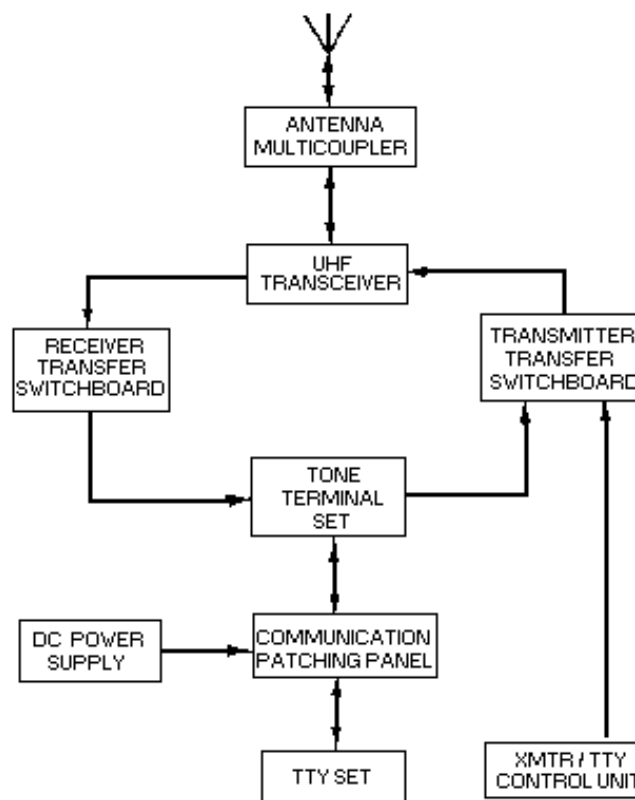 ANTENNA
MULTICOUPLER
UHF
TRANSCEIVER
RECEIVER
TRANSFER
SWITCHBOARD
TRANSMITTER
TRANSFER
SWITCHBOARD
TONE
TERMINAL
SET
DC POWER
SUPPLY
COMMUNICATION
PATCHING PANEL
TTY SET
XMTR / TTY
CONTROL UNIT